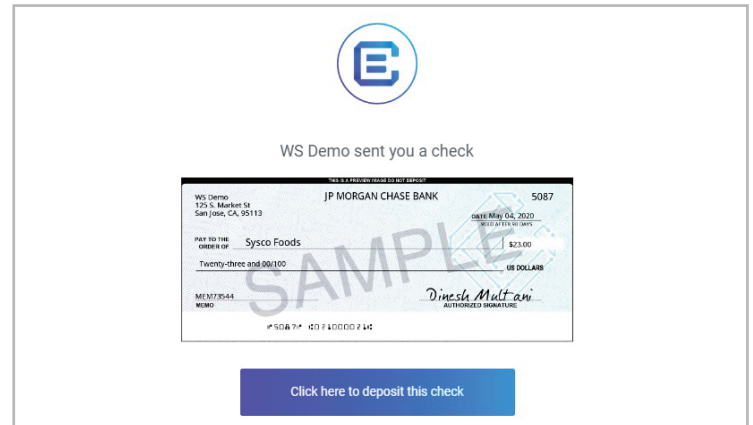 WS Demo sent you a check
THIS IS A PREVIEW IMAGE DO NOT DEPOSIT
WS Demo
JP MORGAN CHASE BANK
5087
125 S. Market St
San Jose, CA, 95113
DATE May 04, 2020
VOID AFTER 90 DAYS
PAY TO THE ORDER OF
Sysco Foods
$23.00
Twenty-three and 00/100
US DOLLARS
SAMPLE
MEM73544
MEMO
Dinesh Multani
AUTHORIZED SIGNATURE
⑈5087⑈ ⑆021000021⑆
Click here to deposit this check